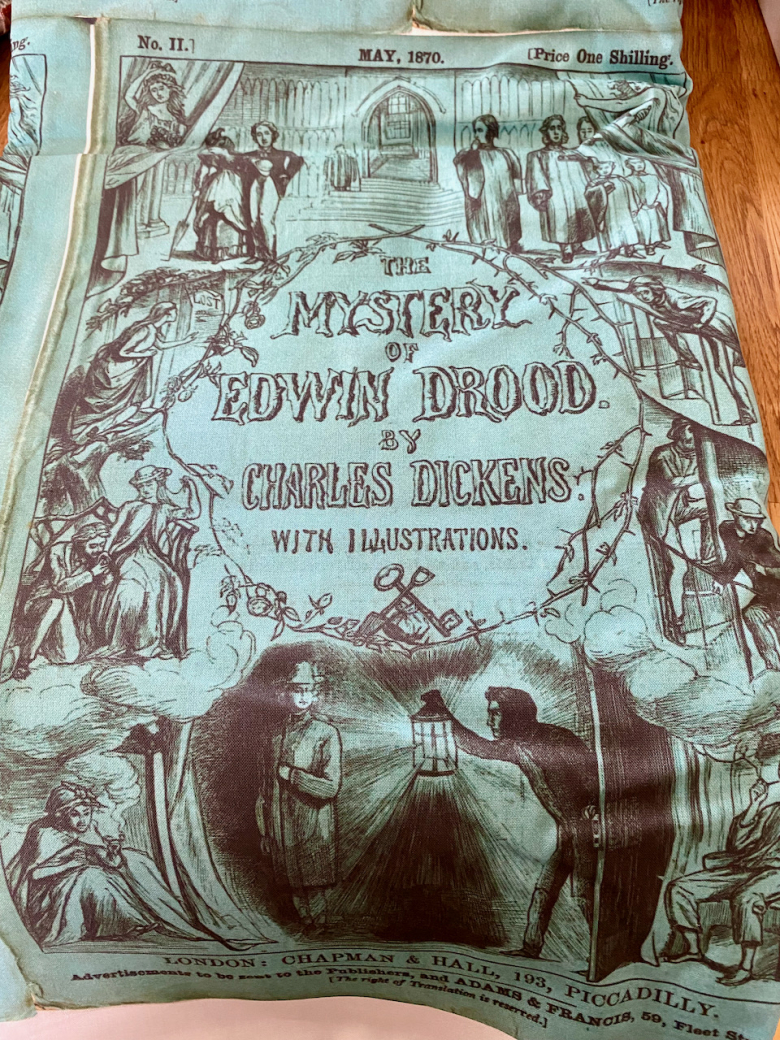 No. II.]
MAY, 1870.
[Price One Shilling.
LOST
THE
MYSTERY
OF
EDWIN DROOD.
BY
CHARLES DICKENS.
WITH ILLUSTRATIONS.
LONDON: CHAPMAN & HALL, 193, PICCADILLY.
Advertisements to be sent to the Publishers, and ADAMS & FRANCIS, 59, Fleet St
[The right of Translation is reserved.]